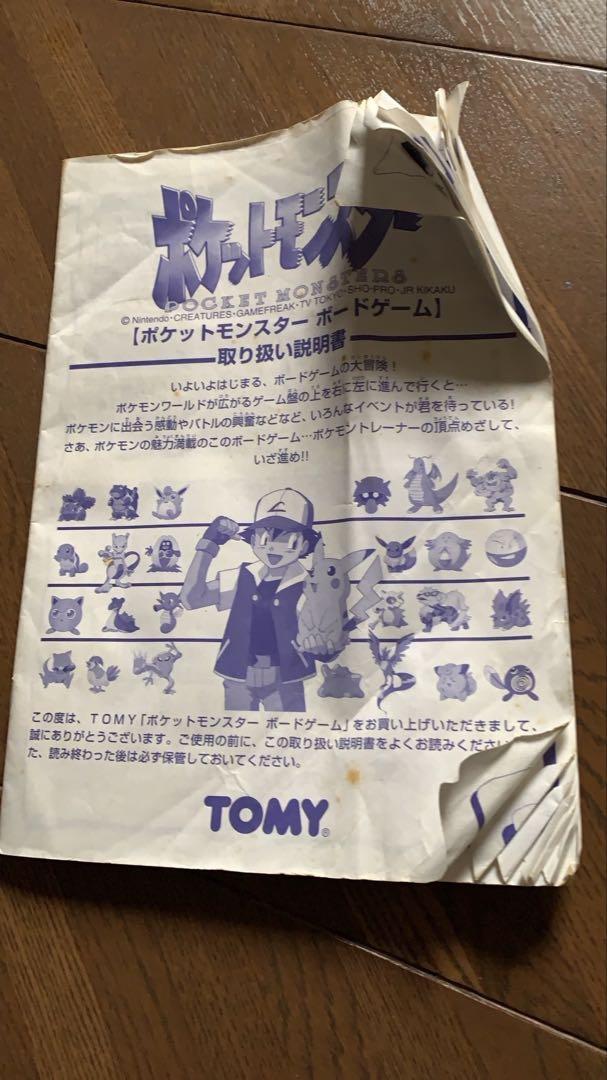 ポケットモンスター
POCKET MONSTERS
© Nintendo・CREATURES・GAMEFREAK・TV TOKYO・SHO-PRO・JR KIKAKU
【ポケットモンスター ボードゲーム】
取り扱い説明書
いよいよはじまる、ボードゲームの大冒険！
ポケモンワールドが広がるゲーム盤の上を右に左に進んで行くと…
ポケモンに出会う感動やバトルの興奮などなど、いろんなイベントが君を待っている！
さあ、ポケモンの魅力満載のこのボードゲーム…ポケモントレーナーの頂点めざして、
いざ進め!!
この度は、TOMY「ポケットモンスター ボードゲーム」をお買い上げいただきまして、
誠にありがとうございます。ご使用の前に、この取り扱い説明書をよくお読みくださ
た、読み終わった後は必ず保管しておいてください。
TOMY®